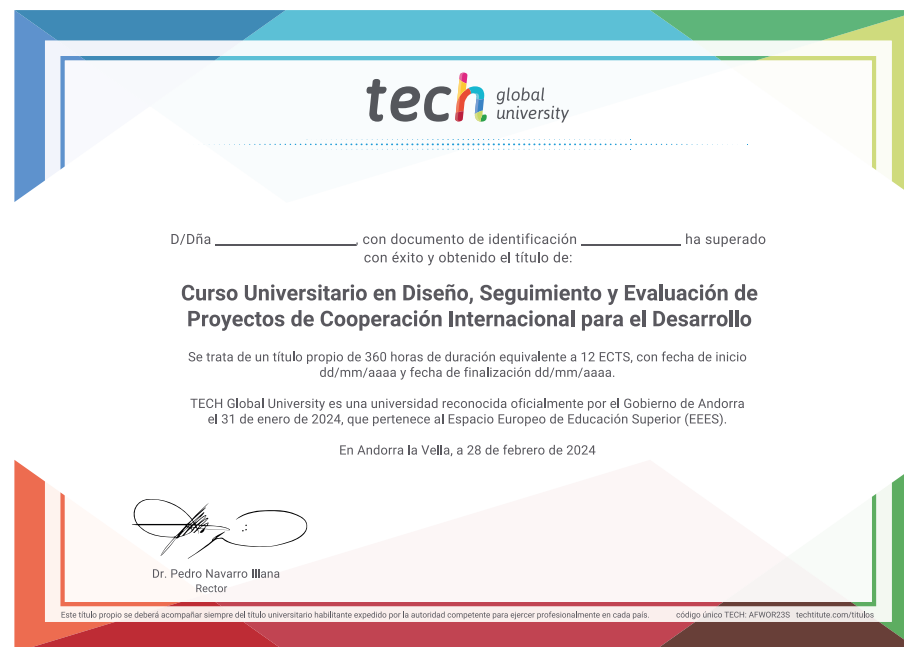 tech global university
D/Dña ____________________, con documento de identificación ______________ ha superado
con éxito y obtenido el título de:
Curso Universitario en Diseño, Seguimiento y Evaluación de
Proyectos de Cooperación Internacional para el Desarrollo
Se trata de un título propio de 360 horas de duración equivalente a 12 ECTS, con fecha de inicio
dd/mm/aaaa y fecha de finalización dd/mm/aaaa.
TECH Global University es una universidad reconocida oficialmente por el Gobierno de Andorra
el 31 de enero de 2024, que pertenece al Espacio Europeo de Educación Superior (EEES).
En Andorra la Vella, a 28 de febrero de 2024
Dr. Pedro Navarro Illana
Rector
Este título propio se deberá acompañar siempre del título universitario habilitante expedido por la autoridad competente para ejercer profesionalmente en cada país. código único TECH: AFWOR23S techtitute.com/titulos